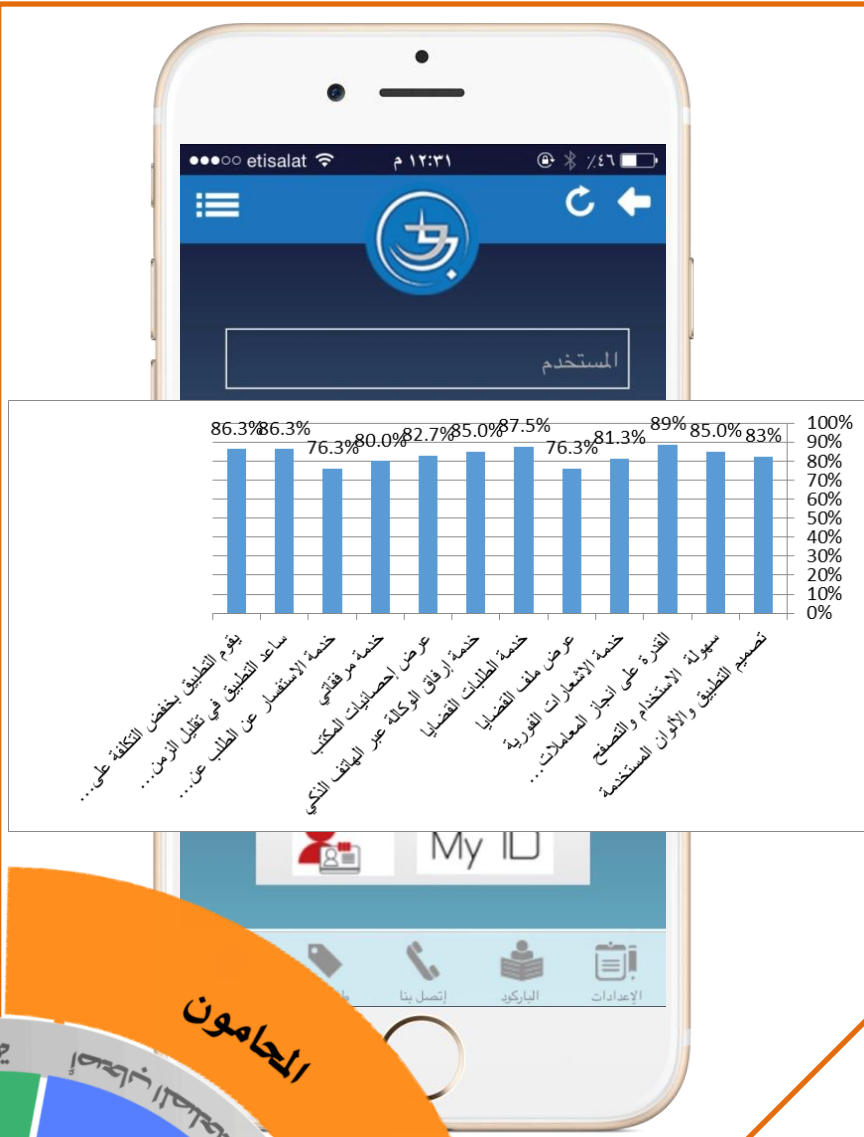 etisalat
١٢:٣١ م
٪٤٦
المستخدم
100%
90%
80%
70%
60%
50%
40%
30%
20%
10%
0%
83%
85.0%
89%
81.3%
76.3%
87.5%
85.0%
82.7%
80.0%
76.3%
86.3%
86.3%
تصميم التطبيق والألوان المستخدمة
سهولة الاستخدام والتصفح
القدرة على انجاز المعاملات...
خدمة الاشعارات الفورية
عرض ملف القضايا
خدمة الطلبات القضايا
خدمة إرفاق الوكالة عبر الهاتف الذكي
عرض إحصائيات المكتب
خدمة مرفقاتي
خدمة الاستفسار عن الطلب عن...
ساعد التطبيق في تقليل الزمن...
يقوم التطبيق بخفض التكلفة على...
My ID
الإعدادات
الباركود
إتصل بنا
المحامون
أصحاب المصلحة